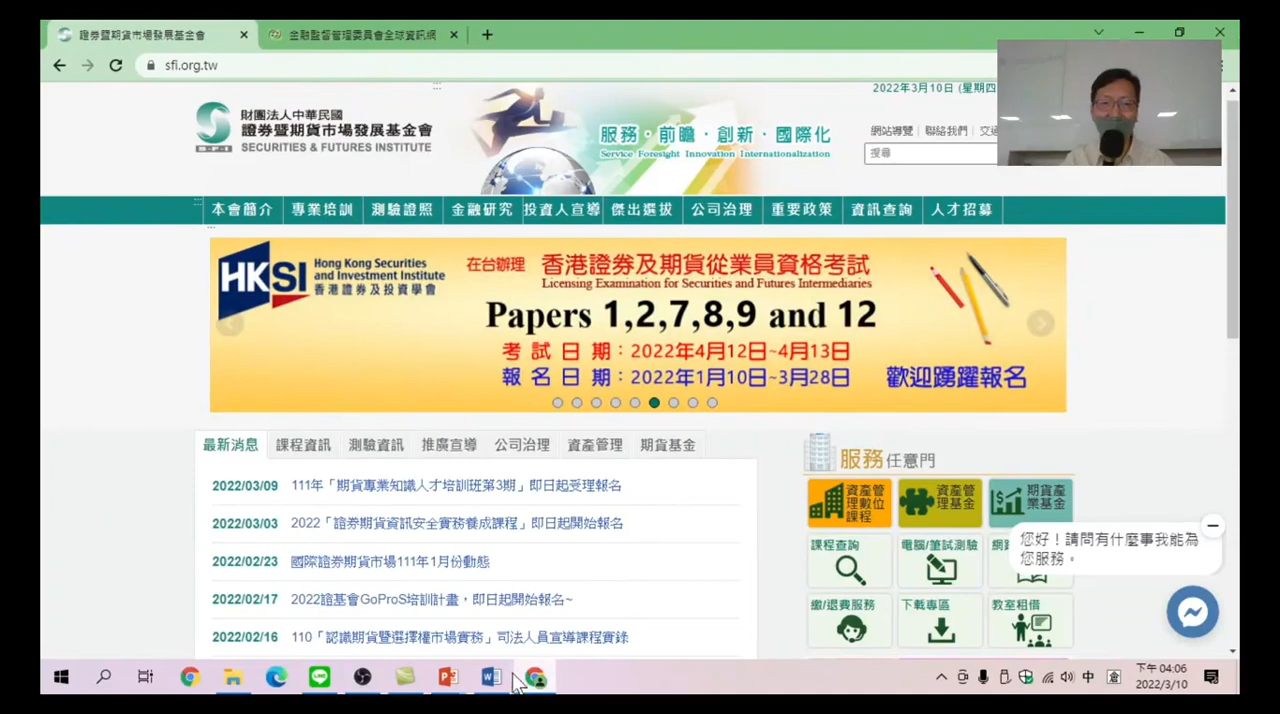 證券暨期貨市場發展基金會
金融監督管理委員會全球資訊網
sfi.org.tw
財團法人中華民國
證券暨期貨市場發展基金會
SECURITIES & FUTURES INSTITUTE
S·F·I
服務·前瞻·創新·國際化
Service Foresight Innovation Internationalization
2022年3月10日 (星期四
網站導覽 聯絡我們 交通
搜尋
本會簡介 專業培訓 測驗證照 金融研究 投資人宣導 傑出選拔 公司治理 重要政策 資訊查詢 人才招募
HKSI
Hong Kong Securities
and Investment Institute
香港證券及投資學會
在台辦理 香港證券及期貨從業員資格考試
Licensing Examination for Securities and Futures Intermediaries
Papers 1,2,7,8,9 and 12
考試日期:2022年4月12日~4月13日
報名日期:2022年1月10日~3月28日
歡迎踴躍報名
最新消息 課程資訊 測驗資訊 推廣宣導 公司治理 資產管理 期貨基金
2022/03/09 111年「期貨專業知識人才培訓班第3期」即日起受理報名
2022/03/03 2022「證券期貨資訊安全實務養成課程」即日起開始報名
2022/02/23 國際證券期貨市場111年1月份動態
2022/02/17 2022證基會GoProS培訓計畫，即日起開始報名~
2022/02/16 110「認識期貨暨選擇權市場實務」司法人員宣導課程實錄
服務任意門
資產管
理數位
課程
資產管
理基金
期貨產
業基金
課程查詢 電腦/筆試測驗 網
繳/退費服務 下載專區 教室租借
您好！請問有什麼事我能為
您服務。
中
倉
下午 04:06
2022/3/10